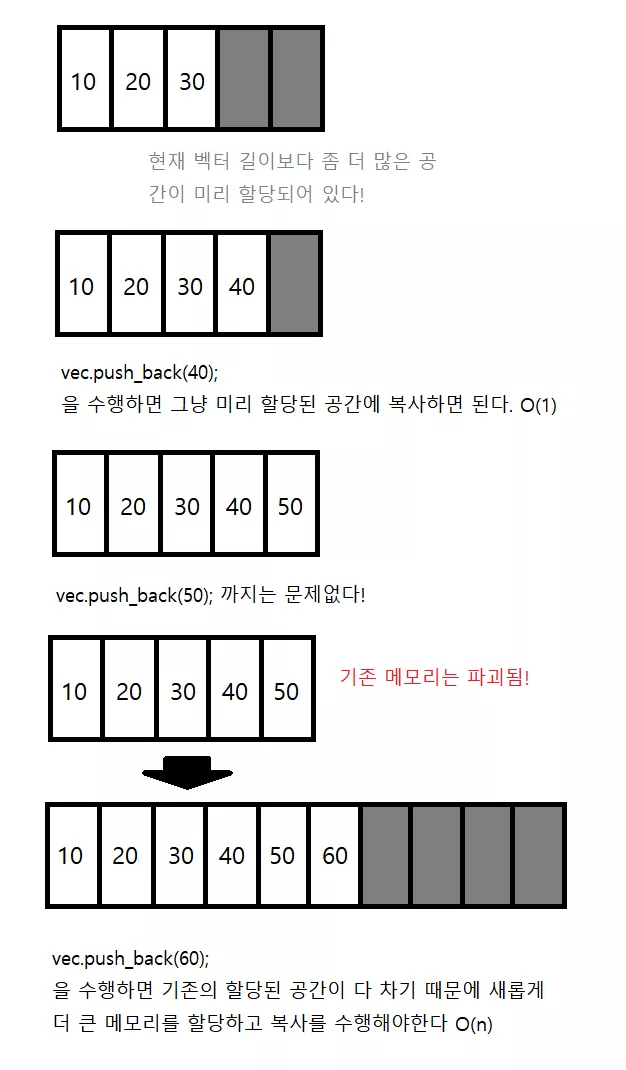 10 20 30
현재 벡터 길이보다 좀 더 많은 공
간이 미리 할당되어 있다!
10 20 30 40
vec.push_back(40);
을 수행하면 그냥 미리 할당된 공간에 복사하면 된다. O(1)
10 20 30 40 50
vec.push_back(50); 까지는 문제없다!
10 20 30 40 50
기존 메모리는 파괴됨!
10 20 30 40 50 60
vec.push_back(60);
을 수행하면 기존의 할당된 공간이 다 차기 때문에 새롭게
더 큰 메모리를 할당하고 복사를 수행해야한다 O(n)